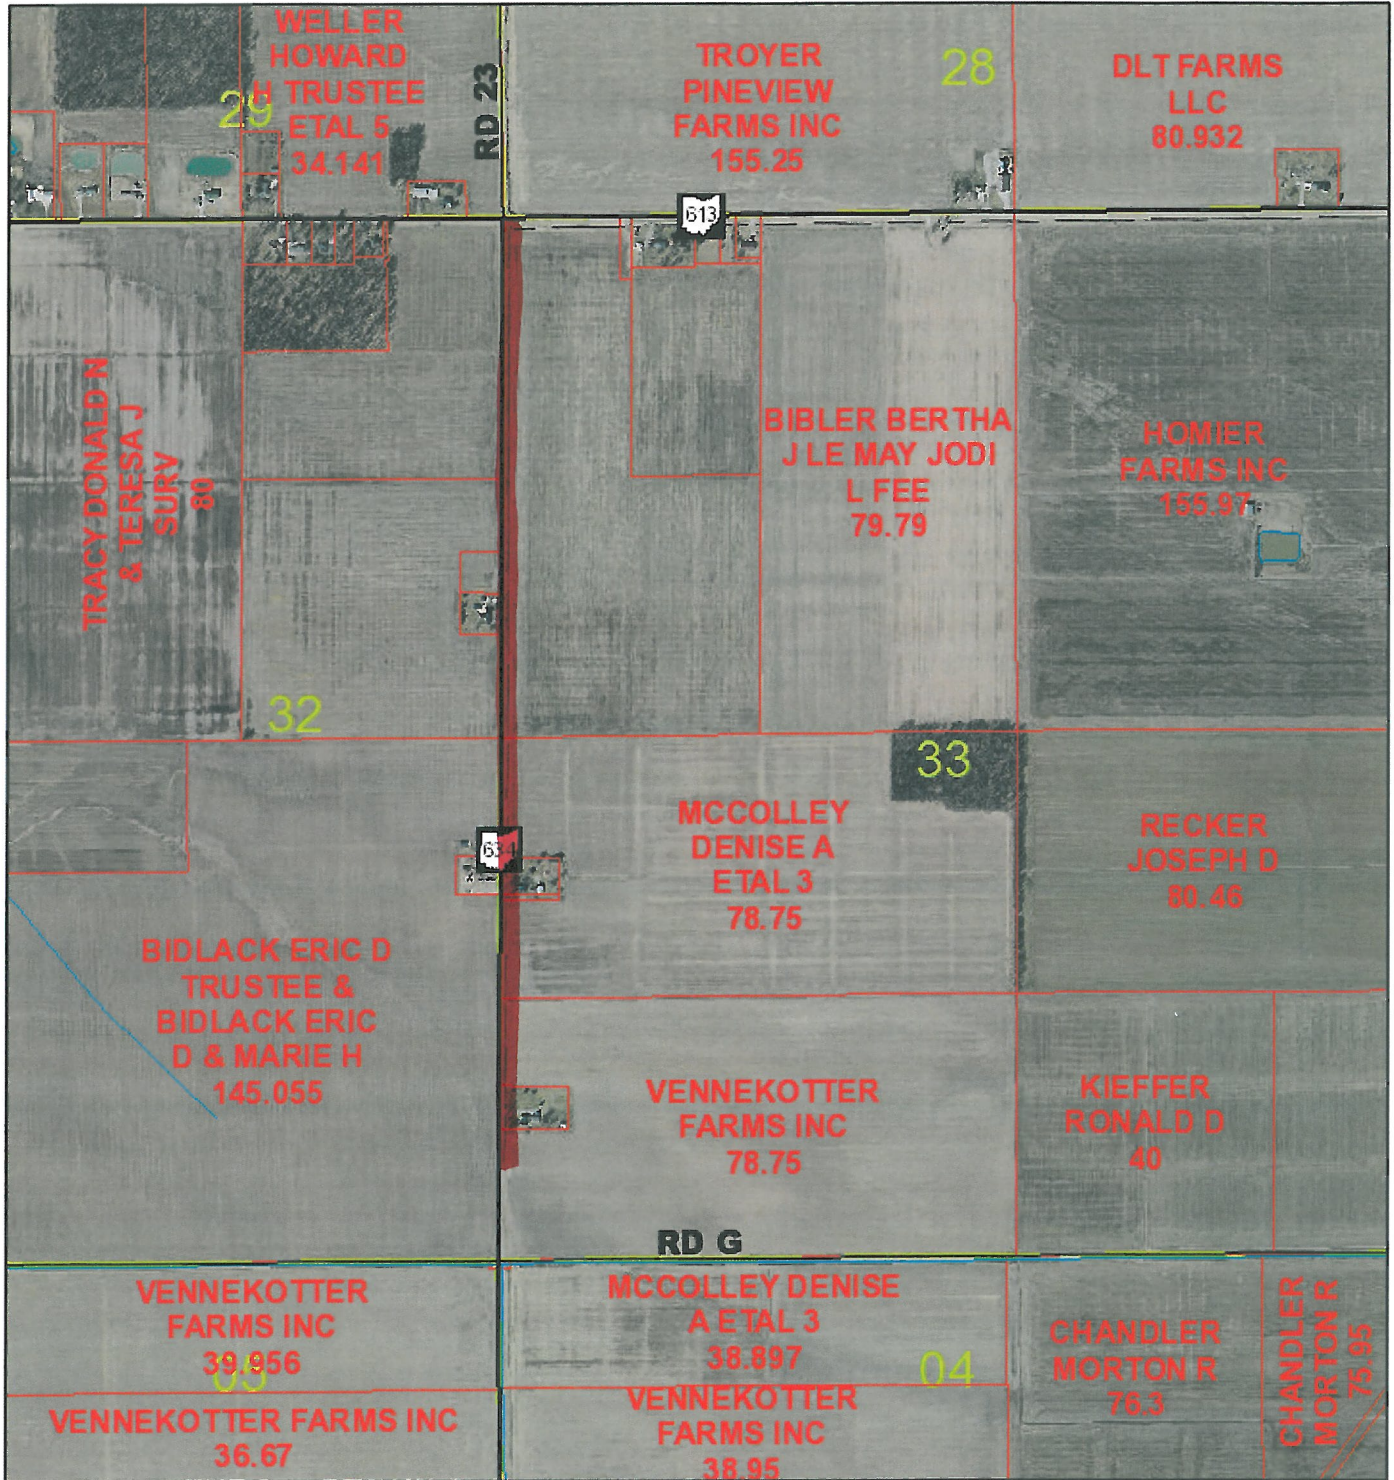 WELLER
HOWARD
H TRUSTEE
ETAL 5
34.141
29
RD 23
TROYER
PINEVIEW
FARMS INC
155.25
28
DLT FARMS
LLC
80.932
613
TRACY DONALD N
& TERESA J
SURV
80
BIBLER BERTHA
J LE MAY JODI
L FEE
79.79
HOMIER
FARMS INC
155.97
32
33
634
MCCOLLEY
DENISE A
ETAL 3
78.75
RECKER
JOSEPH D
80.46
BIDLACK ERIC D
TRUSTEE &
BIDLACK ERIC
D & MARIE H
145.055
VENNEKOTTER
FARMS INC
78.75
KIEFFER
RONALD D
40
RD G
VENNEKOTTER
FARMS INC
39.956
05
MCCOLLEY DENISE
A ETAL 3
38.897
04
CHANDLER
MORTON R
76.3
CHANDLER
MORTON R
75.95
VENNEKOTTER FARMS INC
36.67
VENNEKOTTER
FARMS INC
38.95